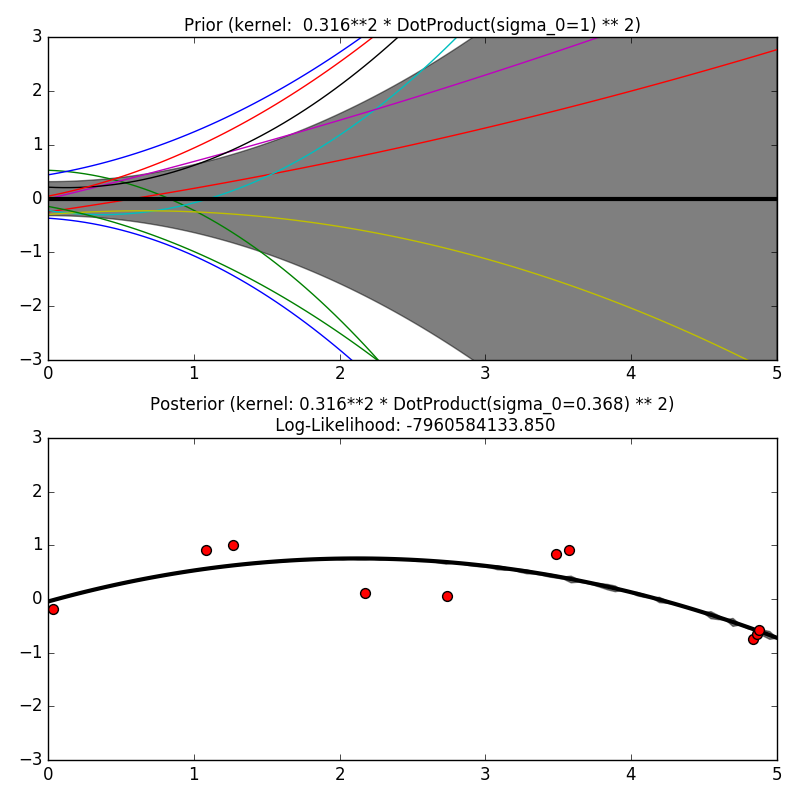 Prior (kernel:  0.316**2 * DotProduct(sigma_0=1) ** 2)
3
2
1
0
−1
−2
−3
0 1 2 3 4 5
Posterior (kernel: 0.316**2 * DotProduct(sigma_0=0.368) ** 2)
Log-Likelihood: -7960584133.850
3
2
1
0
−1
−2
−3
0 1 2 3 4 5